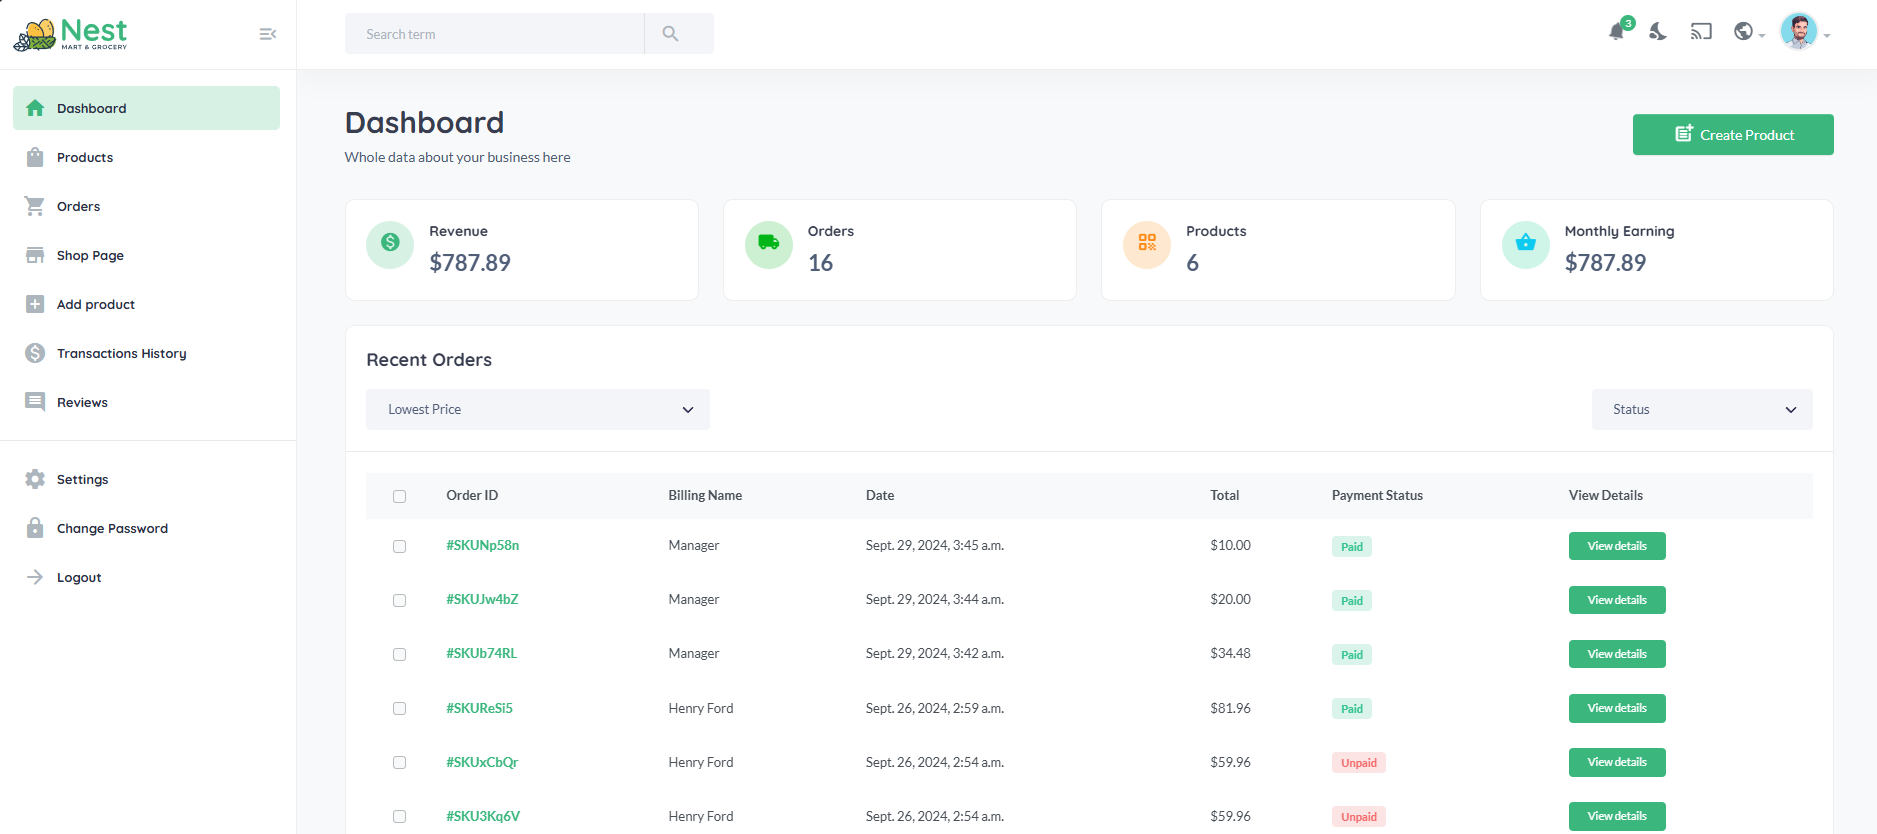 Nest
MART & GROCERY
Search term
3
Dashboard
Products
Orders
Shop Page
Add product
Transactions History
Reviews
Settings
Change Password
Logout
Dashboard
Whole data about your business here
Create Product
Revenue
$787.89
Orders
16
Products
6
Monthly Earning
$787.89
Recent Orders
Lowest Price
Status
Order ID Billing Name Date Total Payment Status View Details
#SKUNp58n Manager Sept. 29, 2024, 3:45 a.m. $10.00 Paid View details
#SKUJw4bZ Manager Sept. 29, 2024, 3:44 a.m. $20.00 Paid View details
#SKUb74RL Manager Sept. 29, 2024, 3:42 a.m. $34.48 Paid View details
#SKUReSi5 Henry Ford Sept. 26, 2024, 2:59 a.m. $81.96 Paid View details
#SKUxCbQr Henry Ford Sept. 26, 2024, 2:54 a.m. $59.96 Unpaid View details
#SKU3Kq6V Henry Ford Sept. 26, 2024, 2:54 a.m. $59.96 Unpaid View details